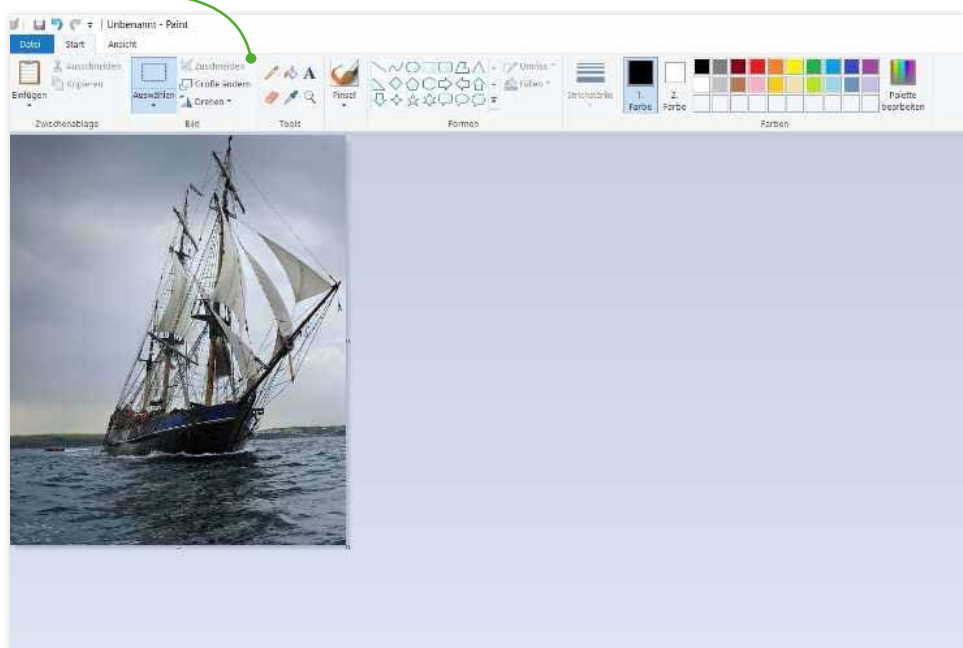 Unbenannt - Paint
Datei Start Ansicht
Einfügen
Ausschneiden
Kopieren
Zwischenablage
Auswählen
Zuschneiden
Größe ändern
Drehen
Bild
A
Tools
Pinsel
Umriss
Füllen
Formen
Strichstärke
1. Farbe
2. Farbe
Palette bearbeiten
Farben